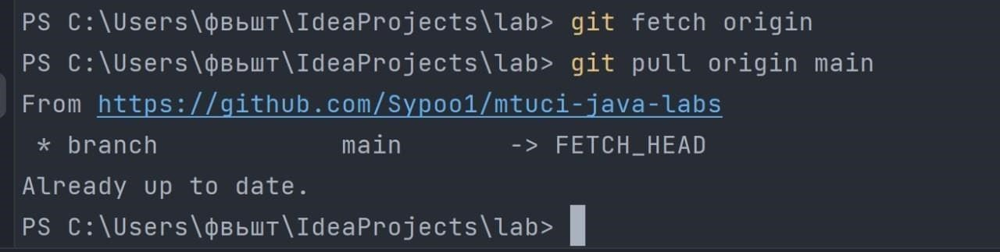 PS C:\Users\фвьшт\IdeaProjects\lab> git fetch origin
PS C:\Users\фвьшт\IdeaProjects\lab> git pull origin main
From https://github.com/Sypoo1/mtuci-java-labs
 * branch            main       -> FETCH_HEAD
Already up to date.
PS C:\Users\фвьшт\IdeaProjects\lab>